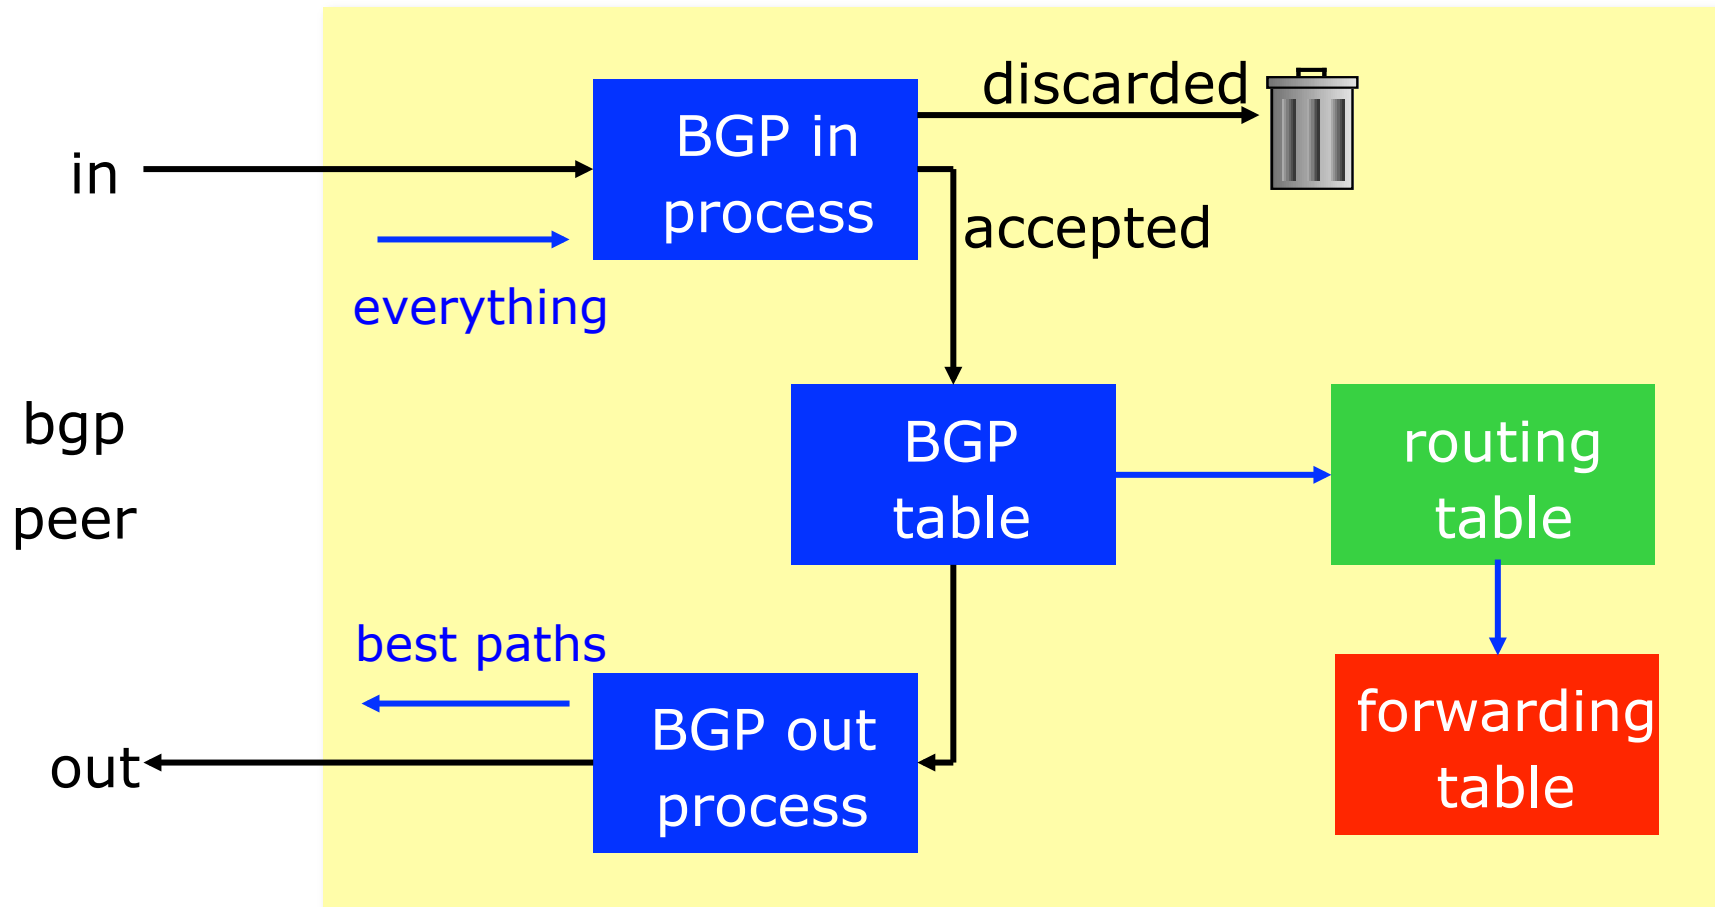 discarded
BGP in
process
in
accepted
everything
bgp
peer
BGP
table
routing
table
best paths
BGP out
process
out
forwarding
table